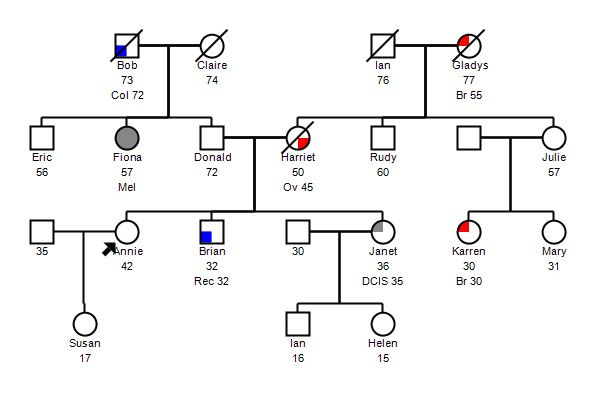 Bob Claire Ian Gladys
73 74 76 77
Col 72 Br 55
Eric Fiona Donald Harriet Rudy Julie
56 57 72 50 60 57
Mel Ov 45
35 Annie Brian 30 Janet Karren Mary
42 32 36 30 31
Rec 32 DCIS 35 Br 30
Susan Ian Helen
17 16 15